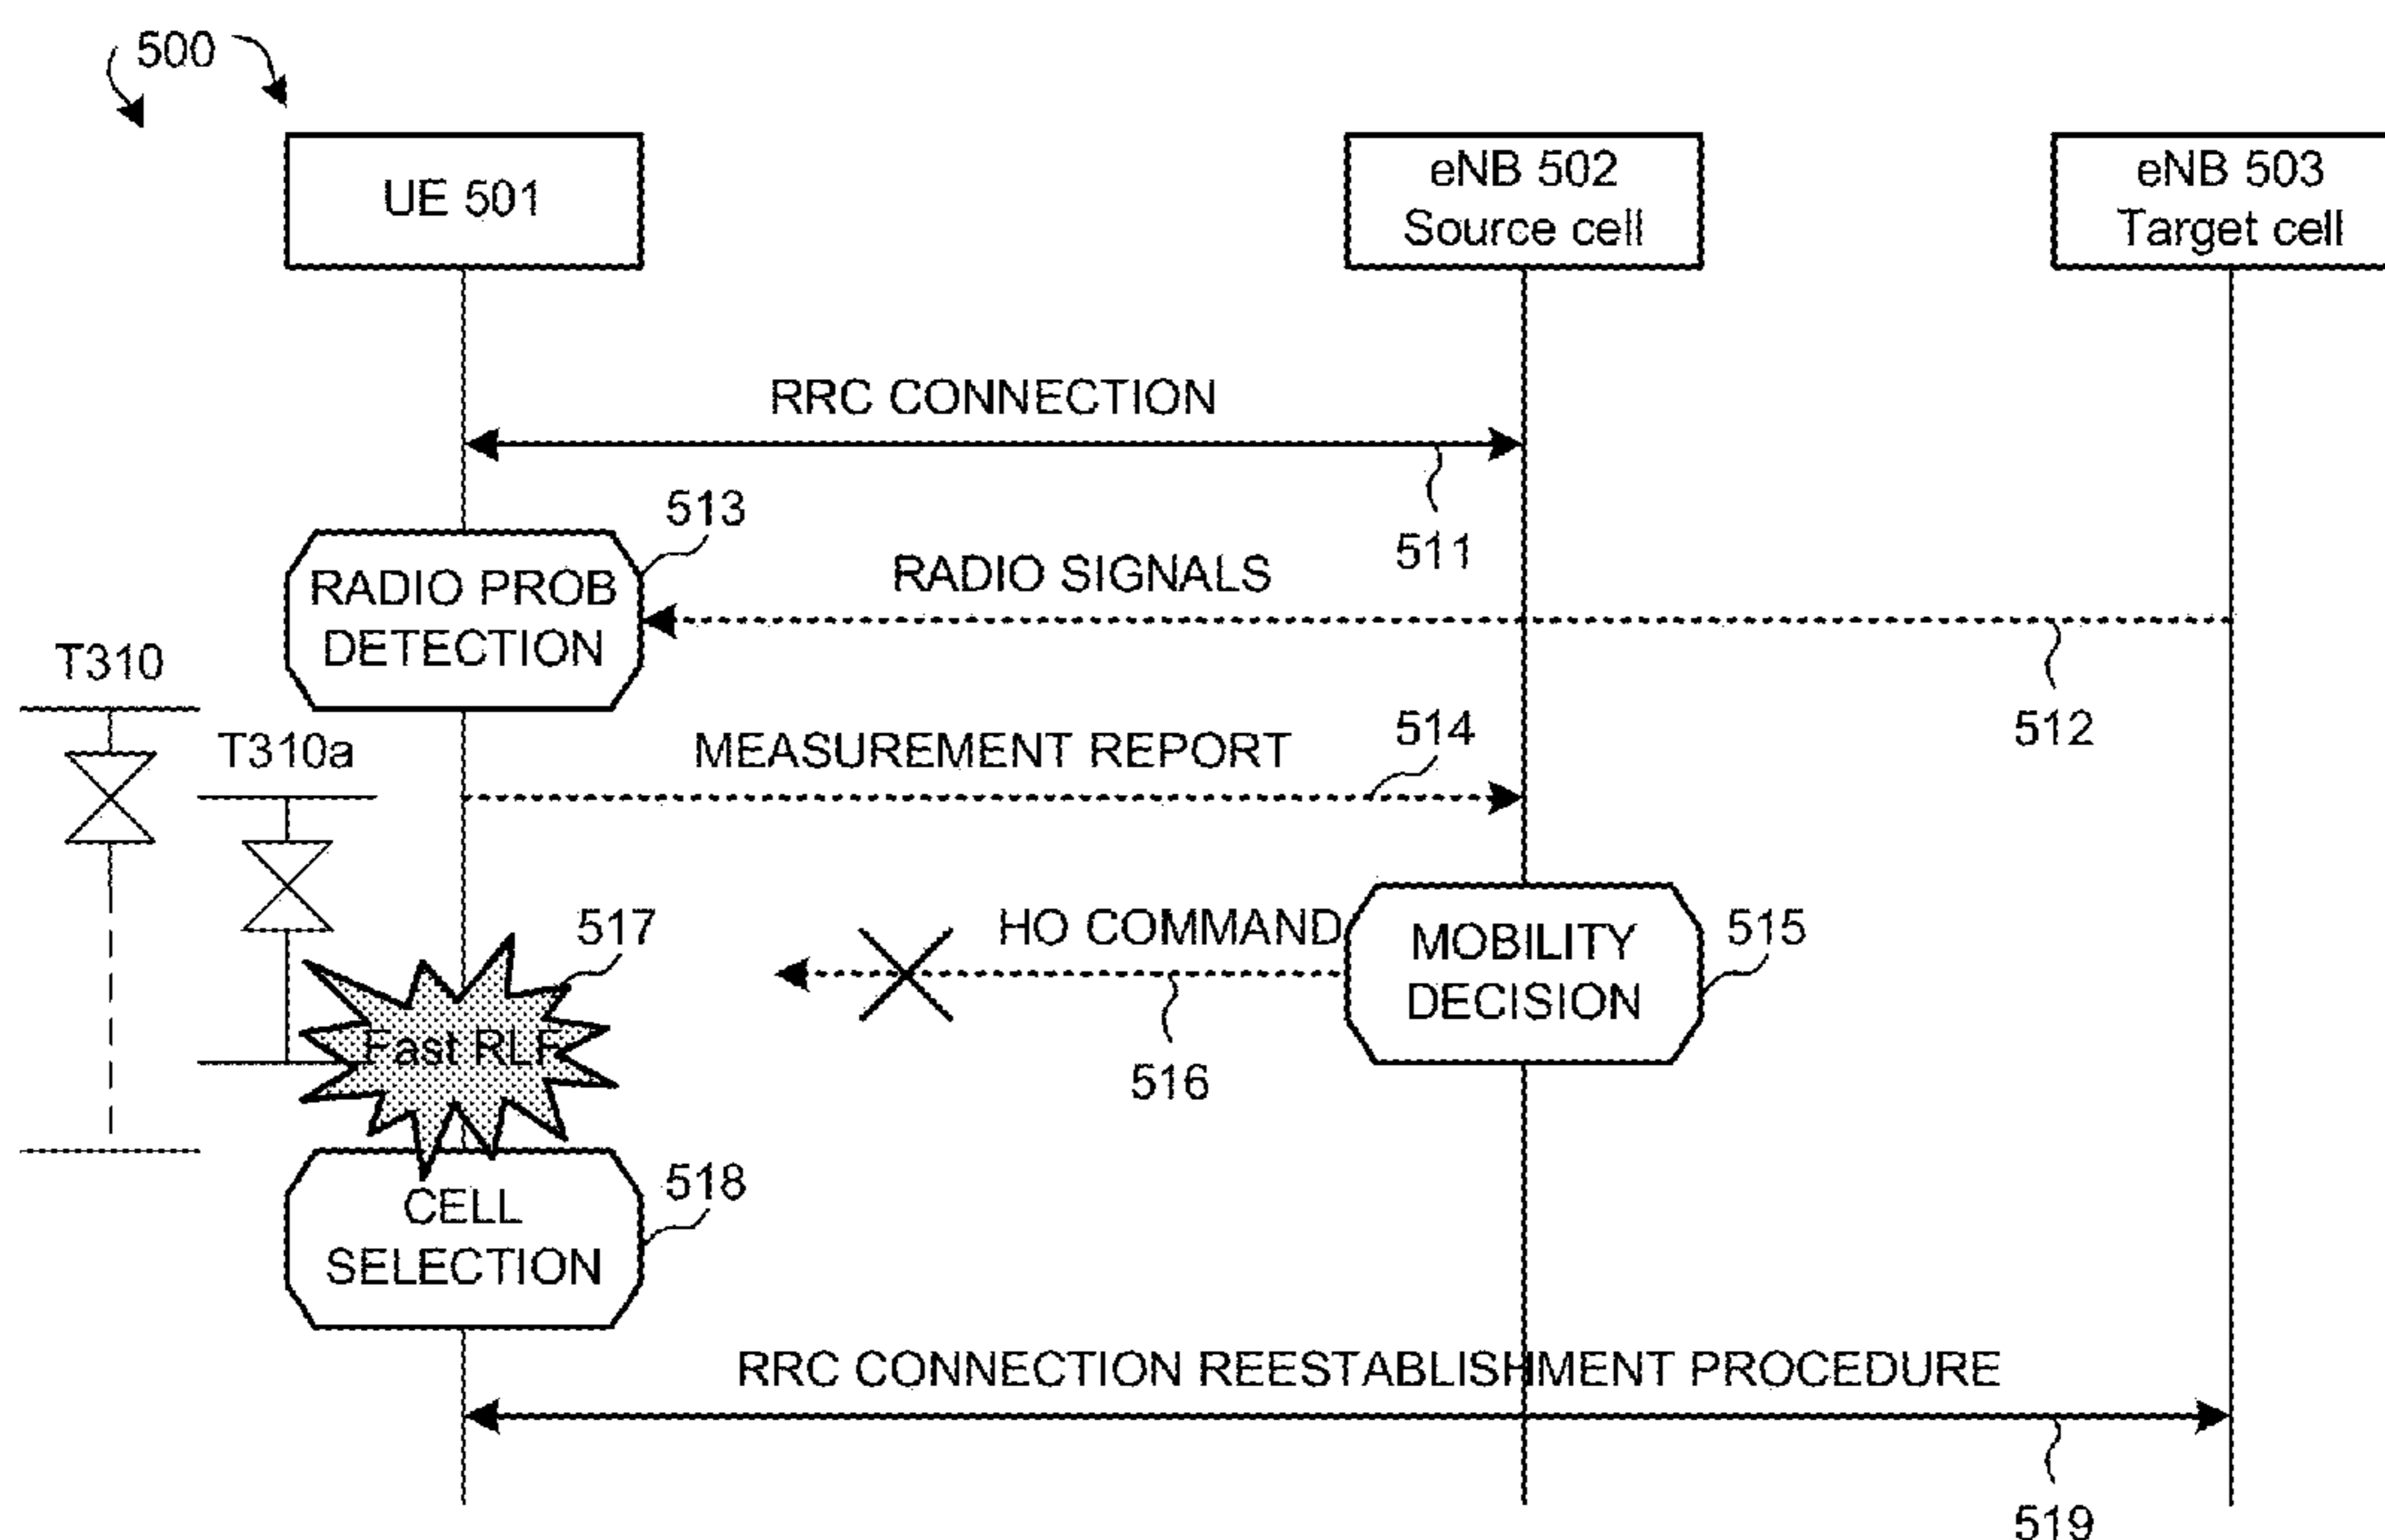 500
UE 501
eNB 502
Source cell
eNB 503
Target cell
RRC CONNECTION
511
513
RADIO PROB
DETECTION
RADIO SIGNALS
512
T310
T310a
MEASUREMENT REPORT
514
517
Fast RLF
HO COMMAND
516
MOBILITY
DECISION
515
CELL
SELECTION
518
RRC CONNECTION REESTABLISHMENT PROCEDURE
519